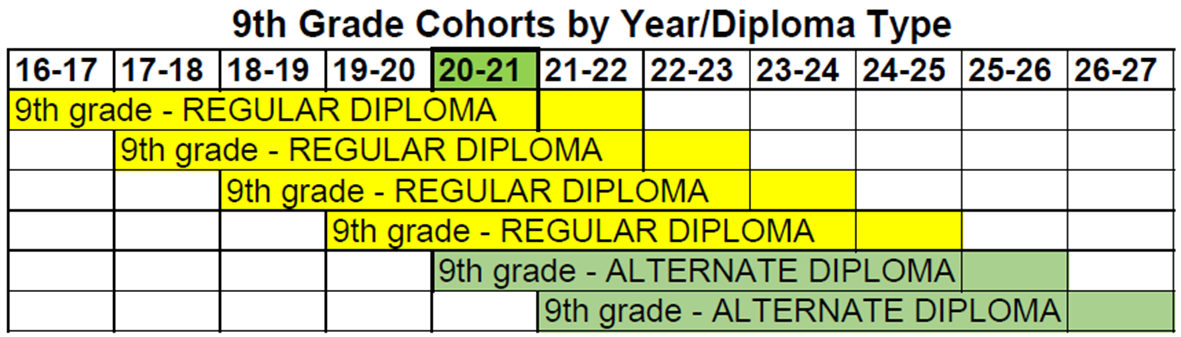 9th Grade Cohorts by Year/Diploma Type
16-17 17-18 18-19 19-20 20-21 21-22 22-23 23-24 24-25 25-26 26-27
9th grade - REGULAR DIPLOMA
9th grade - REGULAR DIPLOMA
9th grade - REGULAR DIPLOMA
9th grade - REGULAR DIPLOMA
9th grade - ALTERNATE DIPLOMA
9th grade - ALTERNATE DIPLOMA